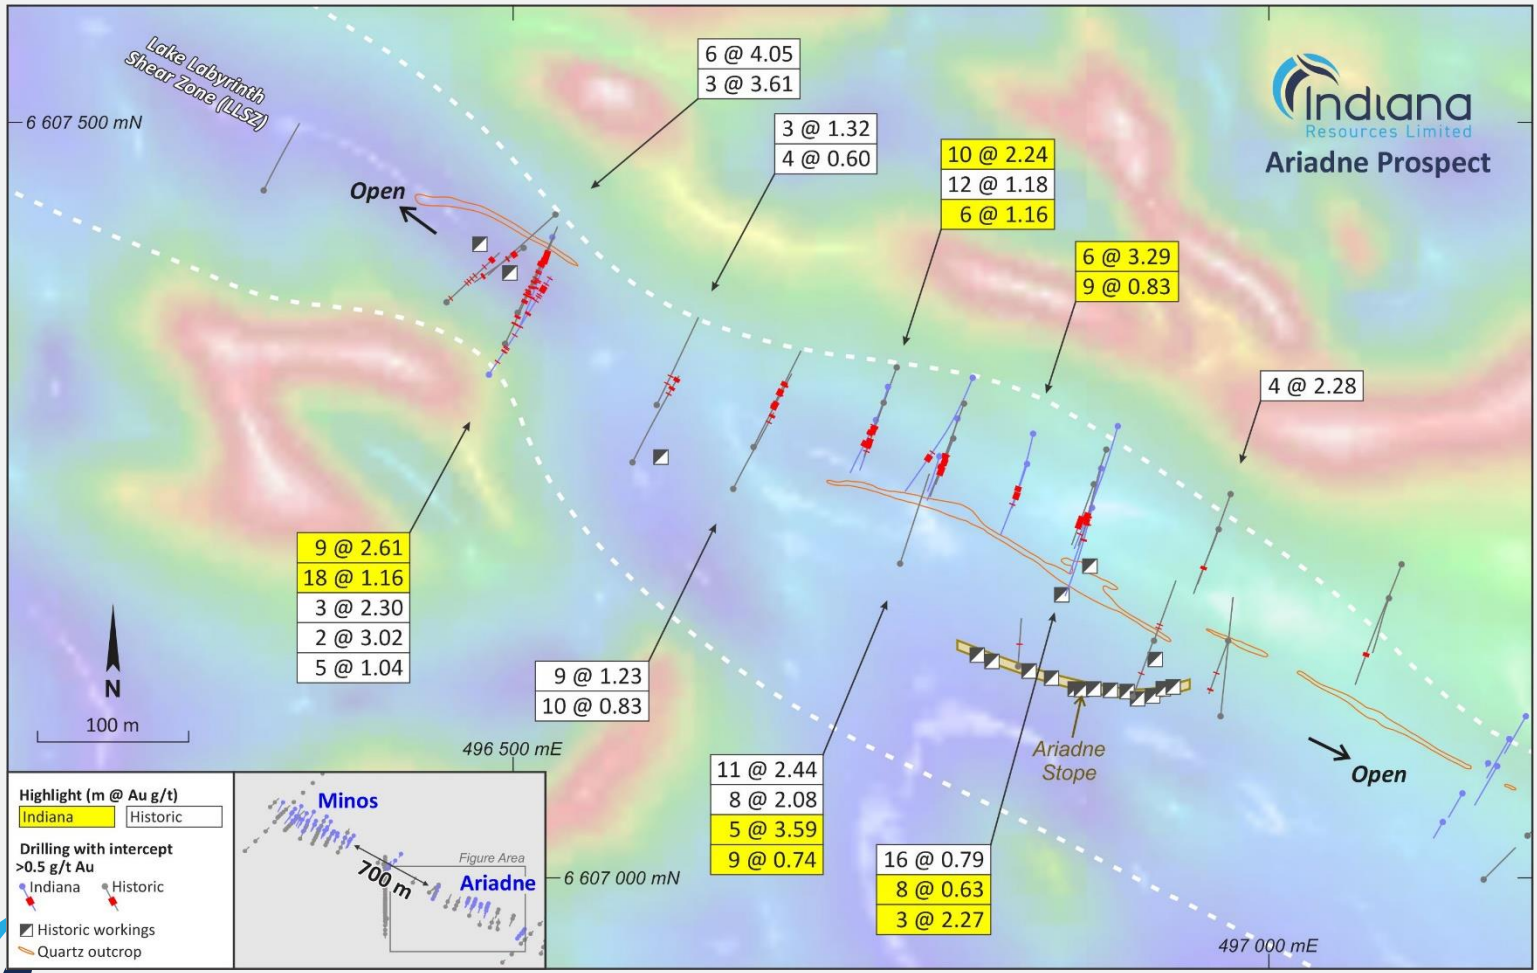 Lake Labyrinth
Shear Zone (LLSZ)
6 @ 4.05
3 @ 3.61
Indiana
Resources Limited
Ariadne Prospect
6 607 500 mN
3 @ 1.32
4 @ 0.60
10 @ 2.24
12 @ 1.18
6 @ 1.16
Open
6 @ 3.29
9 @ 0.83
4 @ 2.28
9 @ 2.61
18 @ 1.16
3 @ 2.30
2 @ 3.02
5 @ 1.04
9 @ 1.23
10 @ 0.83
N
100 m
496 500 mE
Ariadne
Stope
Open
11 @ 2.44
8 @ 2.08
5 @ 3.59
9 @ 0.74
16 @ 0.79
8 @ 0.63
3 @ 2.27
Highlight (m @ Au g/t)
Indiana
Historic
Drilling with intercept
>0.5 g/t Au
Indiana
Historic
Historic workings
Quartz outcrop
Minos
700 m
Figure Area
Ariadne
6 607 000 mN
497 000 mE